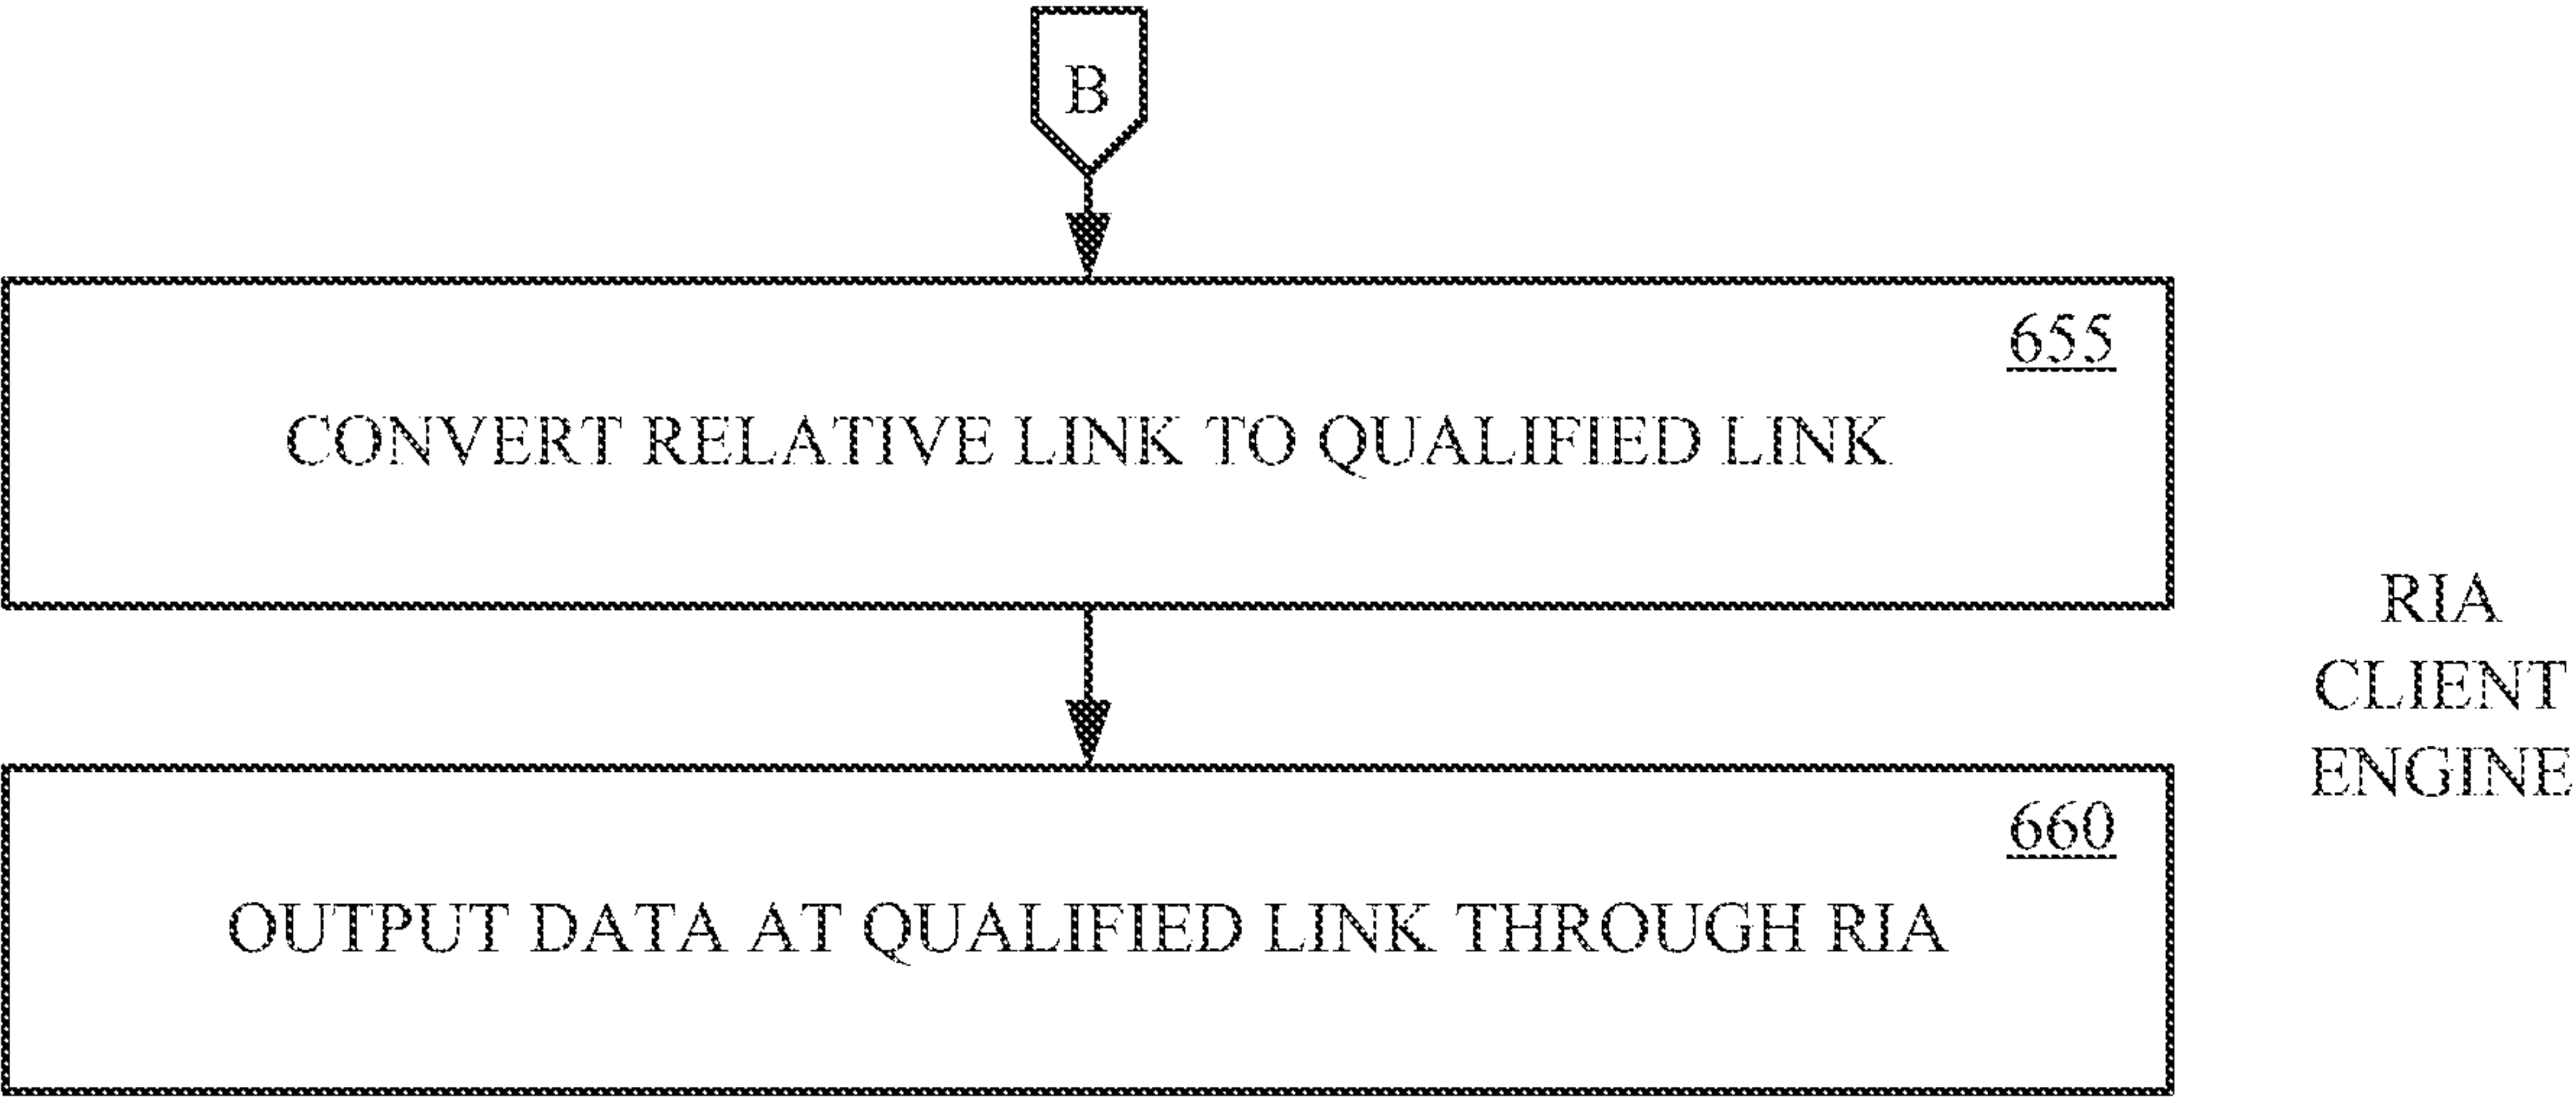 B
655
CONVERT RELATIVE LINK TO QUALIFIED LINK
RIA
CLIENT
ENGINE
660
OUTPUT DATA AT QUALIFIED LINK THROUGH RIA